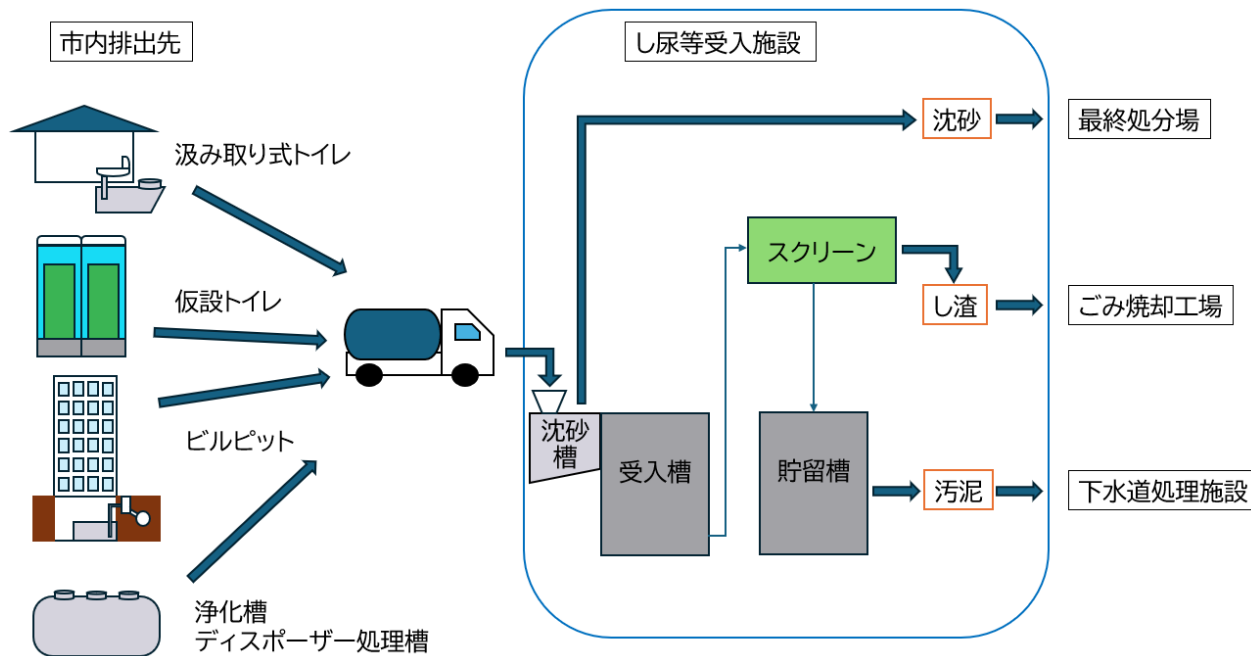 市内排出先
し尿等受入施設
汲み取り式トイレ
沈砂
最終処分場
スクリーン
仮設トイレ
し渣
ごみ焼却工場
沈砂
槽
ビルピット
受入槽
貯留槽
汚泥
下水道処理施設
浄化槽
ディスポーザー処理槽